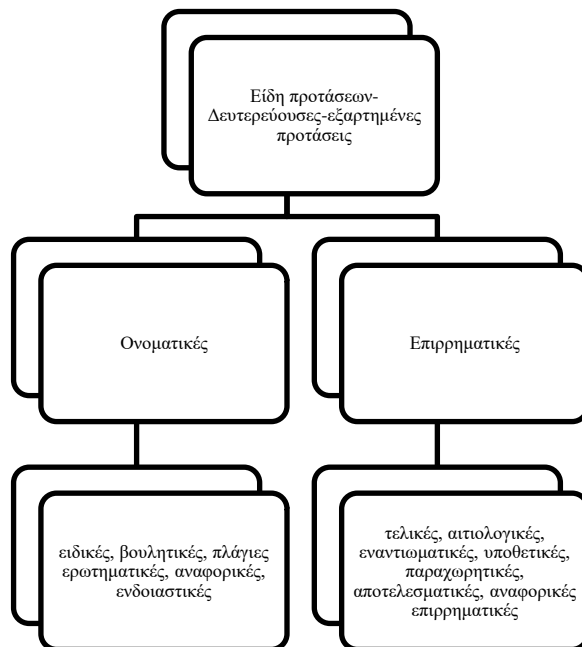 Είδη προτάσεων-
Δευτερεύουσες-εξαρτημένες
προτάσεις
Ονοματικές
Επιρρηματικές
ειδικές, βουλητικές, πλάγιες
ερωτηματικές, αναφορικές,
ενδοιαστικές
τελικές, αιτιολογικές,
εναντιωματικές, υποθετικές,
παραχωρητικές,
αποτελεσματικές, αναφορικές
επιρρηματικές